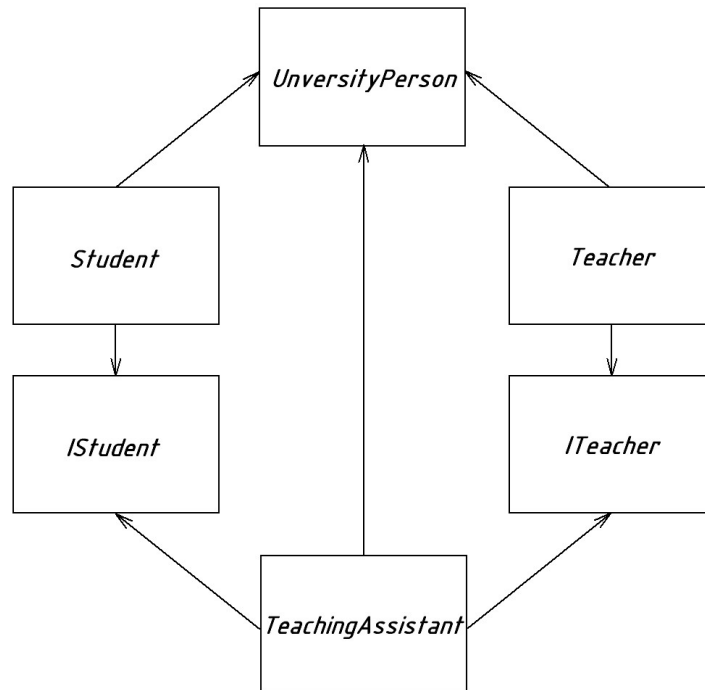 UnversityPerson
Student
Teacher
IStudent
ITeacher
TeachingAssistant